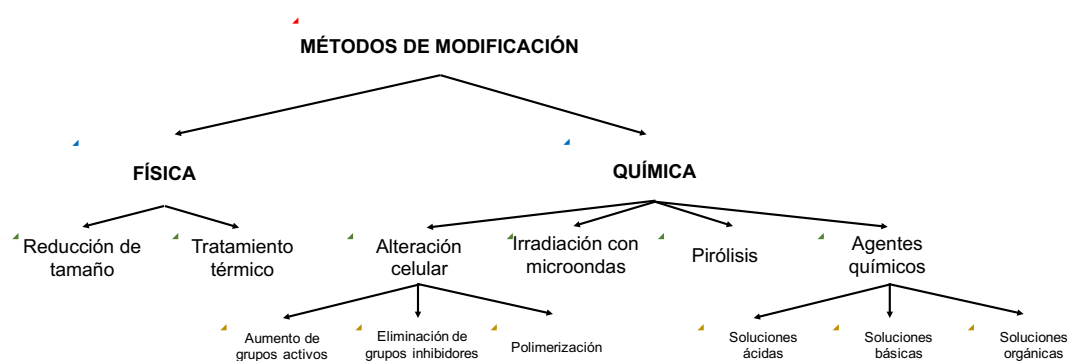 MÉTODOS DE MODIFICACIÓN
FÍSICA
QUÍMICA
Reducción de
tamaño
Tratamiento
térmico
Alteración
celular
Irradiación con
microondas
Pirólisis
Agentes
químicos
Aumento de
grupos activos
Eliminación de
grupos inhibidores
Polimerización
Soluciones
ácidas
Soluciones
básicas
Soluciones
orgánicas